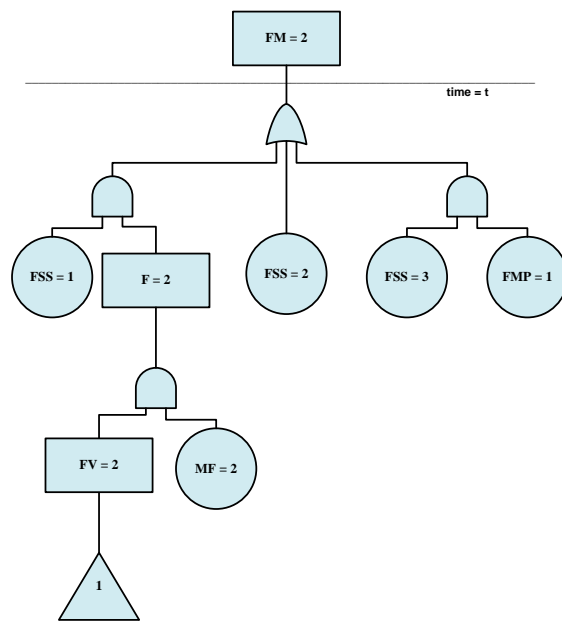 FM = 2
time = t
FSS = 1
F = 2
FSS = 2
FSS = 3
FMP = 1
FV = 2
MF = 2
1